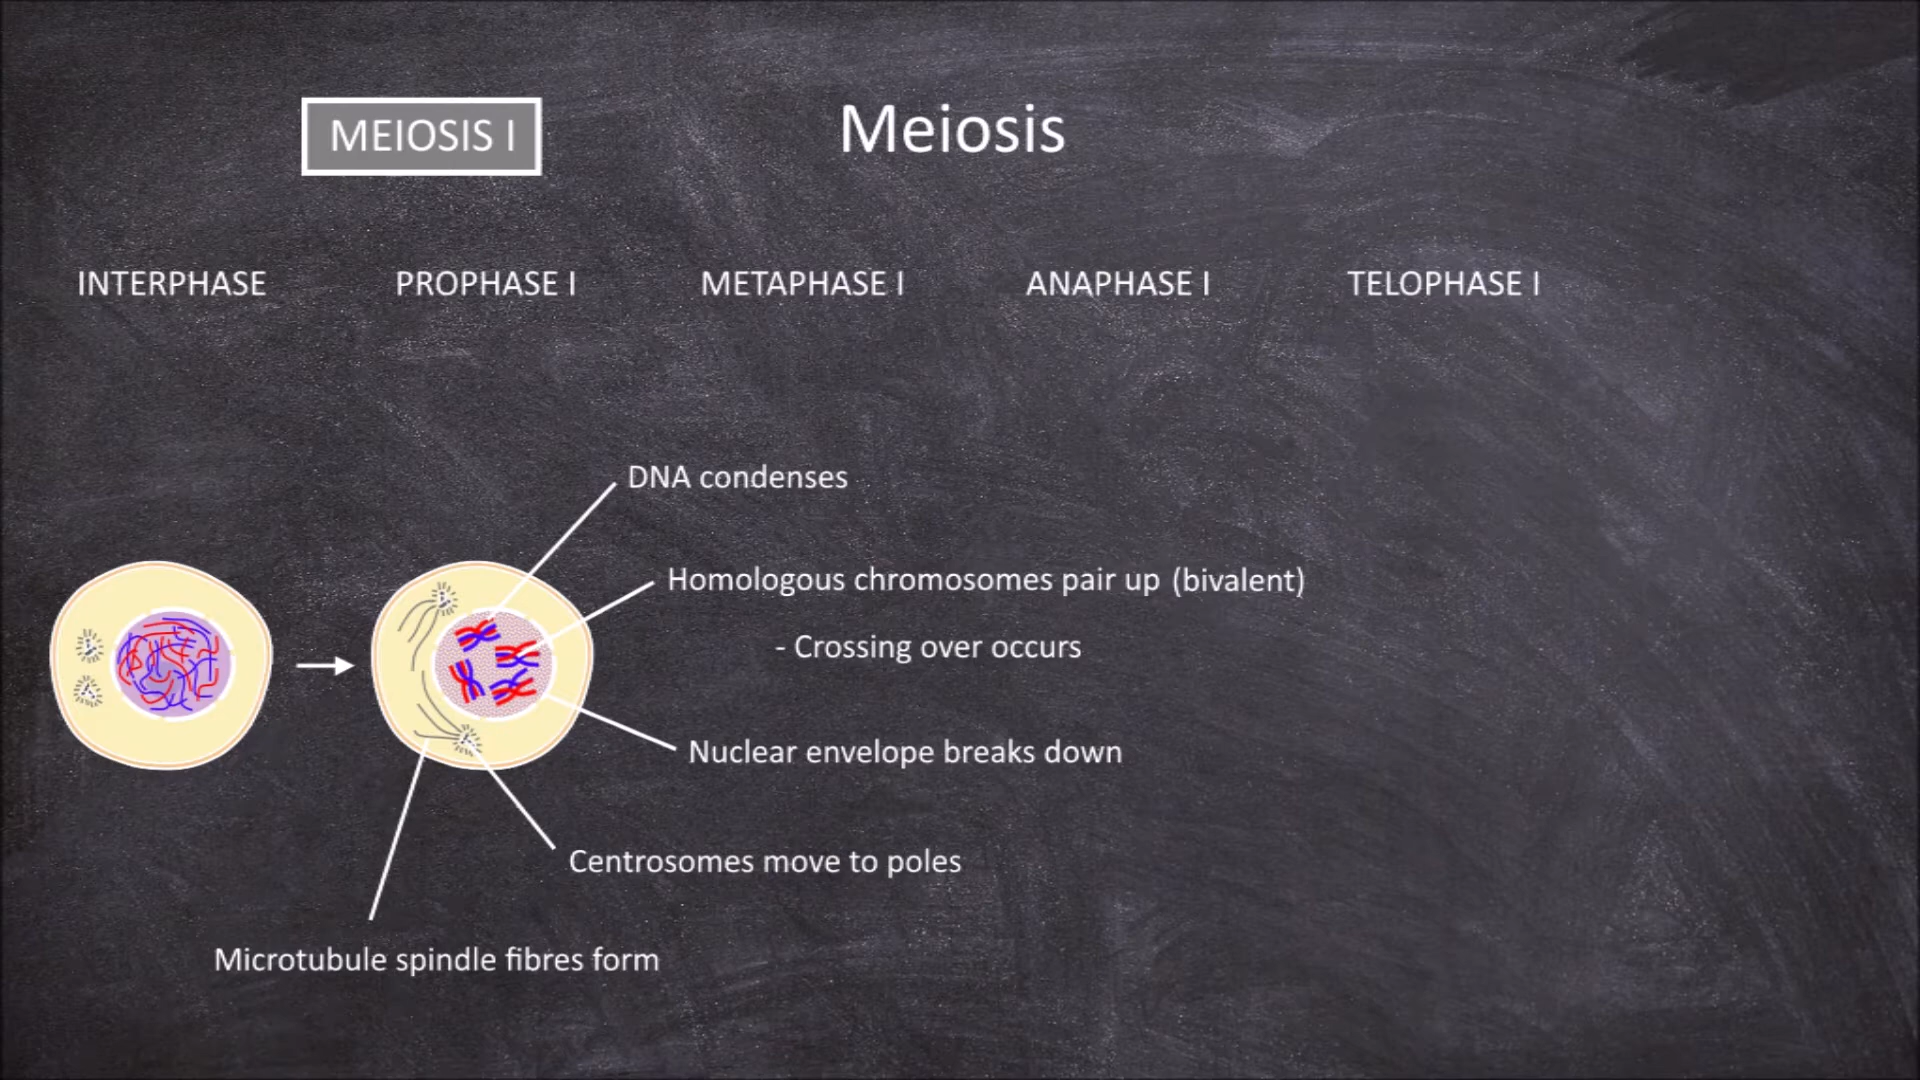 MEIOSIS I
Meiosis
INTERPHASE
PROPHASE I
METAPHASE I
ANAPHASE I
TELOPHASE I
DNA condenses
Homologous chromosomes pair up (bivalent)
- Crossing over occurs
Nuclear envelope breaks down
Centrosomes move to poles
Microtubule spindle fibres form